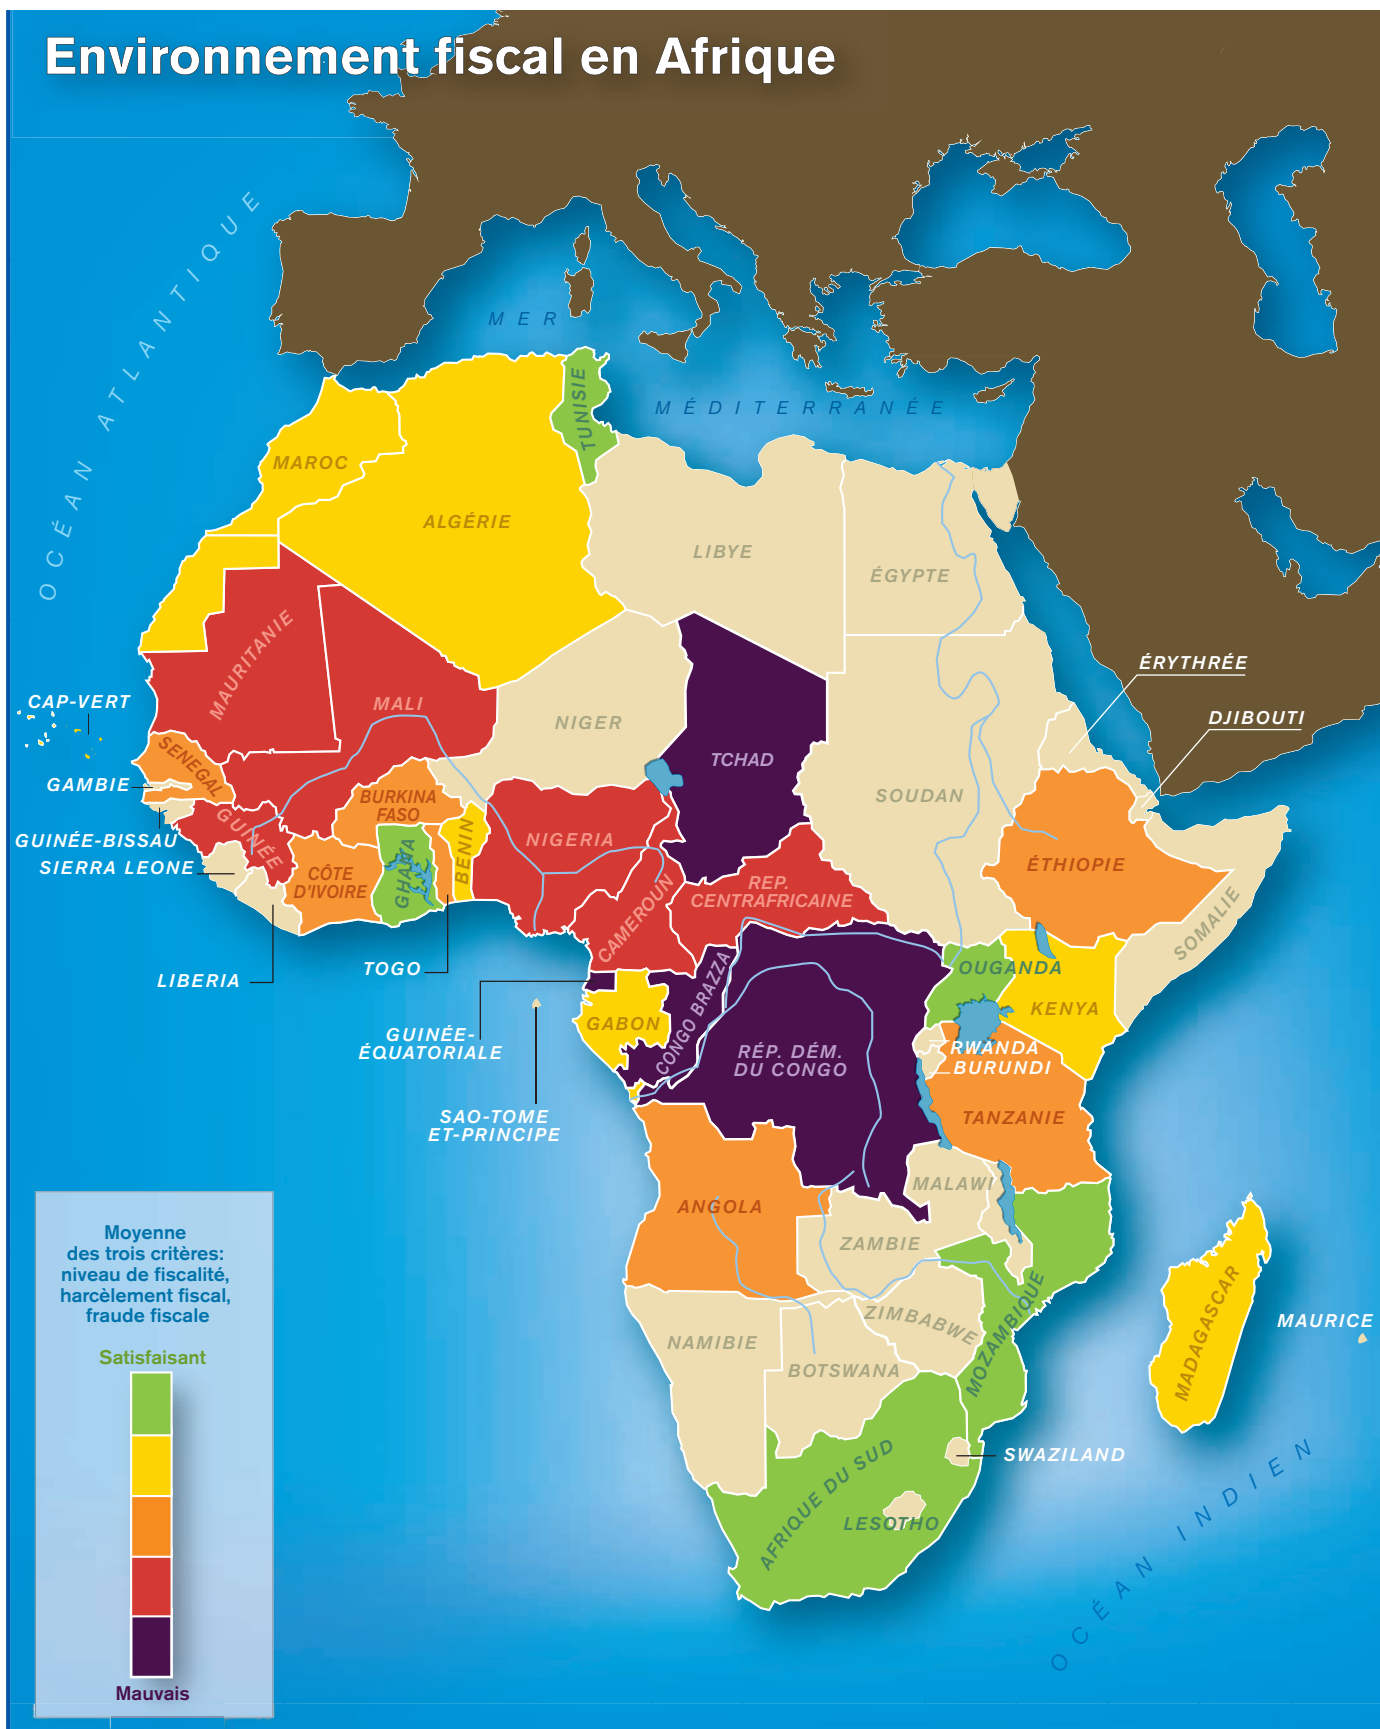 Environnement fiscal en Afrique
OCÉAN ATLANTIQUE
MER
MÉDITERRANÉE
TUNISIE
MAROC
ALGÉRIE
LIBYE
ÉGYPTE
MAURITANIE
MALI
NIGER
TCHAD
SOUDAN
ÉRYTHRÉE
DJIBOUTI
CAP-VERT
SENEGAL
GAMBIE
GUINÉE-BISSAU
SIERRA LEONE
GUINÉE
BURKINA
FASO
CÔTE
D'IVOIRE
GHANA
BENIN
NIGERIA
CAMEROUN
REP.
CENTRAFRICAINE
ÉTHIOPIE
SOMALIE
LIBERIA
TOGO
GUINÉE-
ÉQUATORIALE
GABON
CONGO BRAZZA
RÉP. DÉM.
DU CONGO
OUGANDA
KENYA
RWANDA
BURUNDI
TANZANIE
SAO-TOME
ET-PRINCIPE
ANGOLA
MALAWI
ZAMBIE
ZIMBABWE
MOZAMBIQUE
NAMIBIE
BOTSWANA
MADAGASCAR
MAURICE
SWAZILAND
AFRIQUE DU SUD
LESOTHO
OCÉAN INDIEN
Moyenne
des trois critères:
niveau de fiscalité,
harcèlement fiscal,
fraude fiscale
Satisfaisant
Mauvais